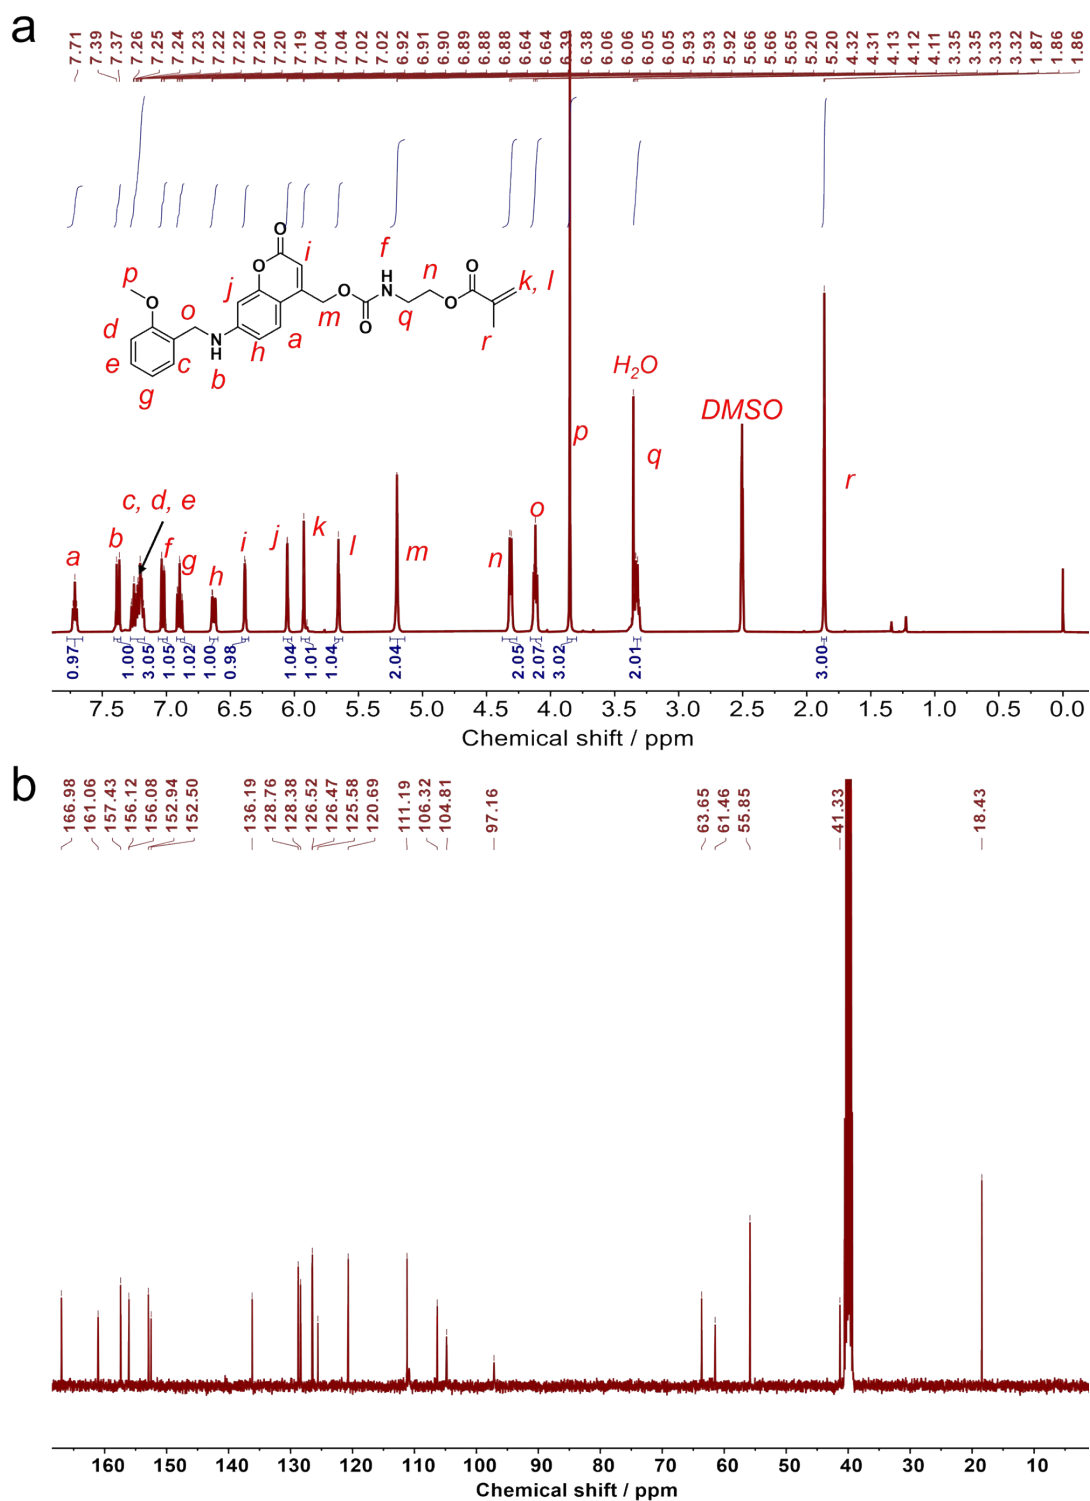 a
7.71 7.39 7.37 7.26 7.25 7.24 7.23 7.22 7.22 7.20 7.20 7.19 7.04 7.04 7.02 7.02 6.92 6.91 6.90 6.89 6.88 6.88 6.64 6.64 6.39 6.38 6.06 6.06 6.05 6.05 5.93 5.93 5.92 5.66 5.66 5.65 5.20 5.20 4.32 4.31 4.13 4.12 4.11 3.35 3.35 3.33 3.32 1.87 1.86 1.86
O
i
f
p
O
j
H
n
O
k, l
O
o
O
N
O
d
m
O
q
r
e
c
N
H
h
a
b
g
H₂O
DMSO
p
q
r
c, d, e
a
b
f
g
h
i
j
k
l
m
n
o
0.97 1.00 3.05 1.05 1.02 1.00 0.98 1.04 1.01 1.04 2.04 2.05 2.07 3.02 2.01 3.00
7.5 7.0 6.5 6.0 5.5 5.0 4.5 4.0 3.5 3.0 2.5 2.0 1.5 1.0 0.5 0.0
Chemical shift / ppm
b
166.98 161.06 157.43 156.12 156.08 152.94 152.50 136.19 128.76 128.38 126.52 126.47 125.58 120.69 111.19 106.32 104.81 97.16 63.65 61.46 55.85 41.33 18.43
160 150 140 130 120 110 100 90 80 70 60 50 40 30 20 10
Chemical shift / ppm